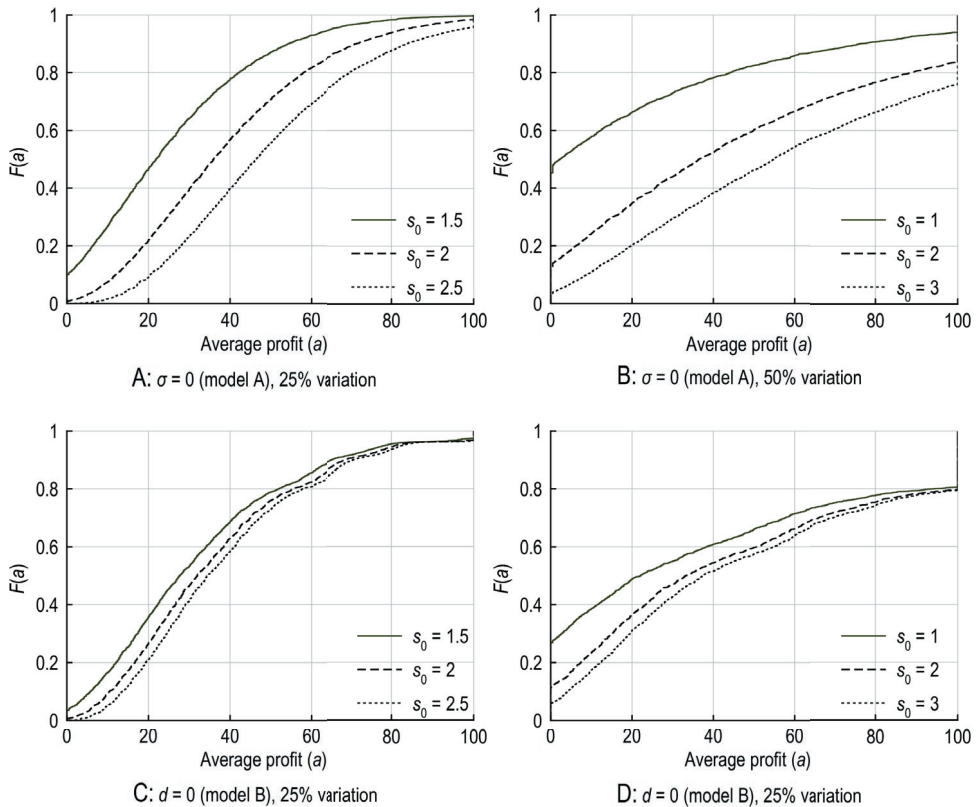 1
0.8
0.6
0.4
0.2
0
F(a)
0 20 40 60 80 100
Average profit (a)
s0 = 1.5
s0 = 2
s0 = 2.5
A: σ = 0 (model A), 25% variation
1
0.8
0.6
0.4
0.2
0
F(a)
0 20 40 60 80 100
Average profit (a)
s0 = 1
s0 = 2
s0 = 3
B: σ = 0 (model A), 50% variation
1
0.8
0.6
0.4
0.2
0
F(a)
0 20 40 60 80 100
Average profit (a)
s0 = 1.5
s0 = 2
s0 = 2.5
C: d = 0 (model B), 25% variation
1
0.8
0.6
0.4
0.2
0
F(a)
0 20 40 60 80 100
Average profit (a)
s0 = 1
s0 = 2
s0 = 3
D: d = 0 (model B), 25% variation